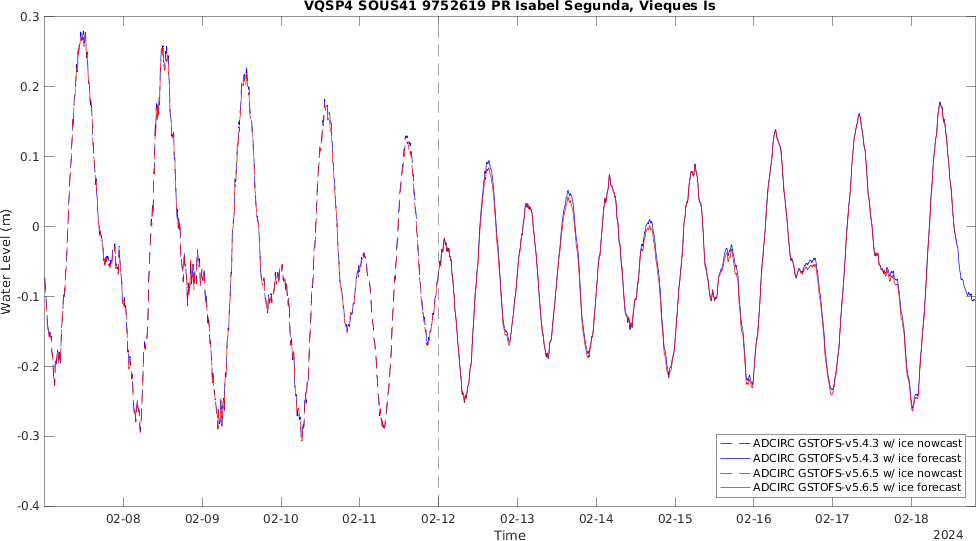 VQSP4 SOUS41 9752619 PR Isabel Segunda, Vieques Is
0.3
0.2
0.1
0
-0.1
-0.2
-0.3
-0.4
Water Level (m)
ADCIRC GSTOFS-v5.4.3 w/ ice nowcast
ADCIRC GSTOFS-v5.4.3 w/ ice forecast
ADCIRC GSTOFS-v5.6.5 w/ ice nowcast
ADCIRC GSTOFS-v5.6.5 w/ ice forecast
02-08 02-09 02-10 02-11 02-12 02-13 02-14 02-15 02-16 02-17 02-18
Time
2024